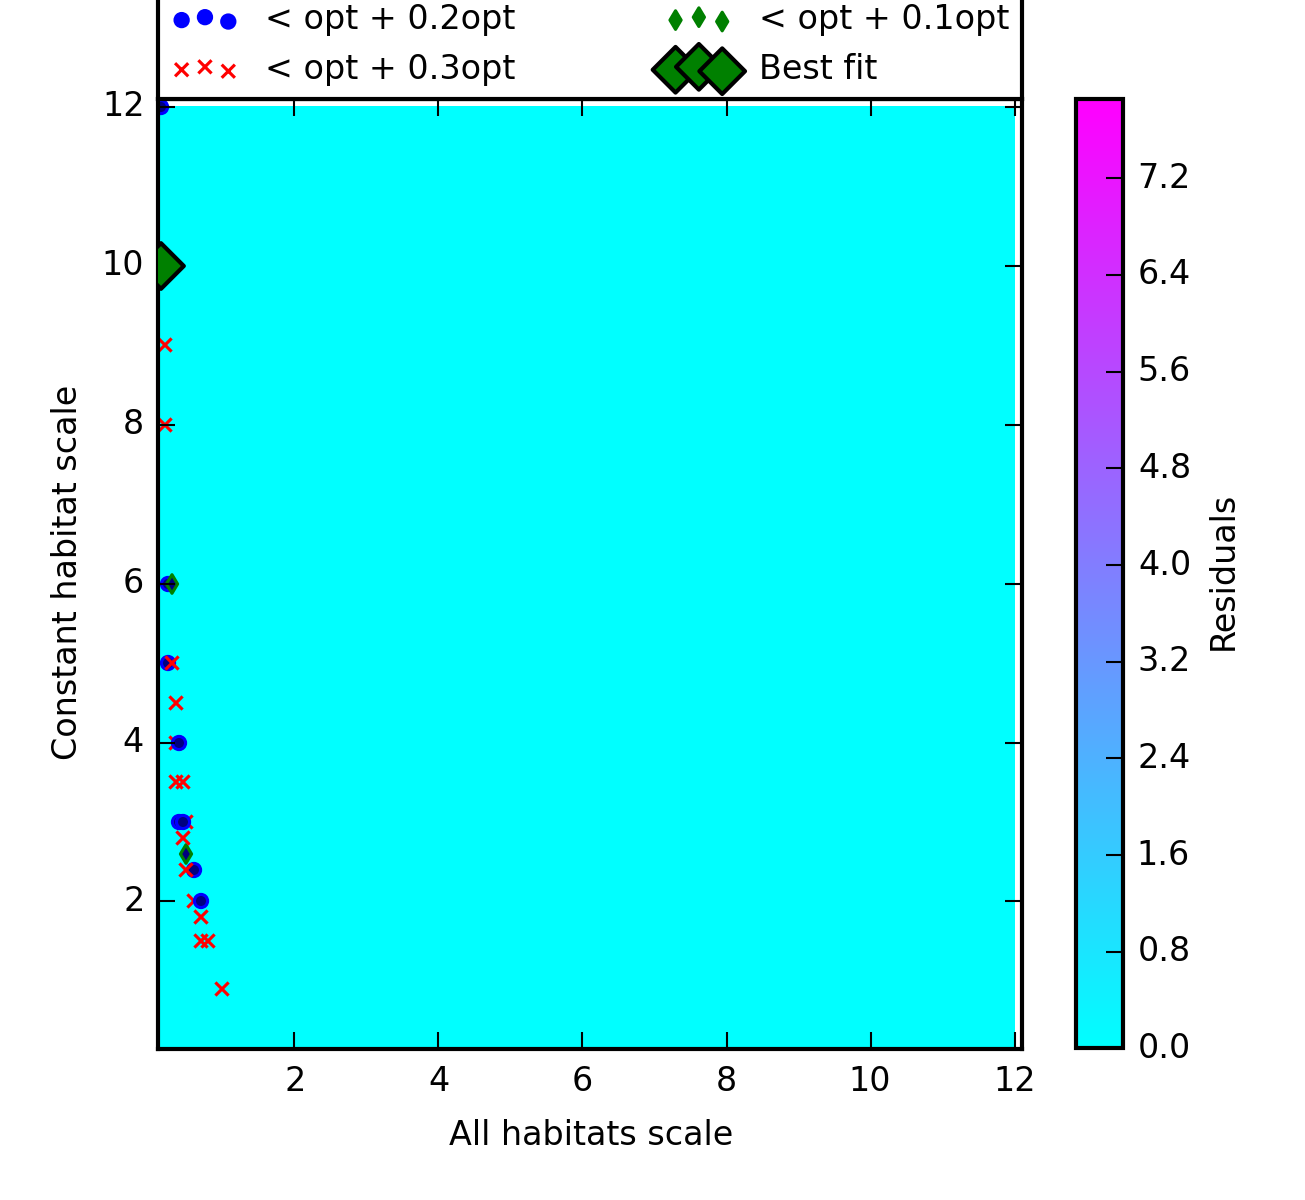 < opt + 0.2opt
< opt + 0.1opt
< opt + 0.3opt
Best fit
12
10
8
6
4
2
Constant habitat scale
2 4 6 8 10 12
All habitats scale
7.2
6.4
5.6
4.8
4.0
3.2
2.4
1.6
0.8
0.0
Residuals